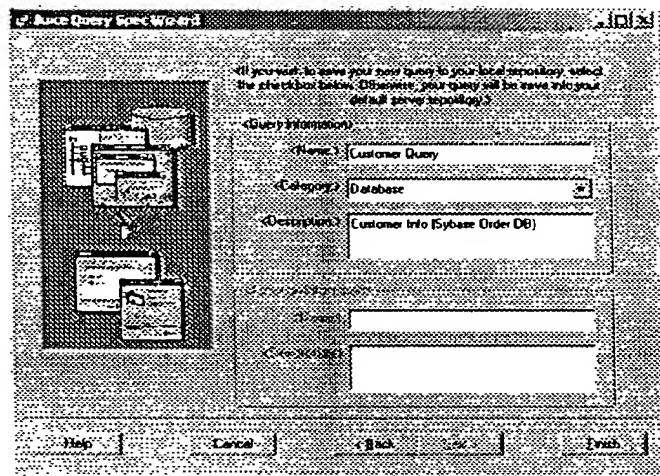 Juice Query Spec Wizard
<If you wish to save your new query to your local repository, select
the checkbox below. Otherwise, your query will be save into your
default server repository.>
<Query Information>
<Name:> Customer Query
<Category:> Database
<Description:> Customer Info (Sybase Order DB)
Help Cancel < Back Finish